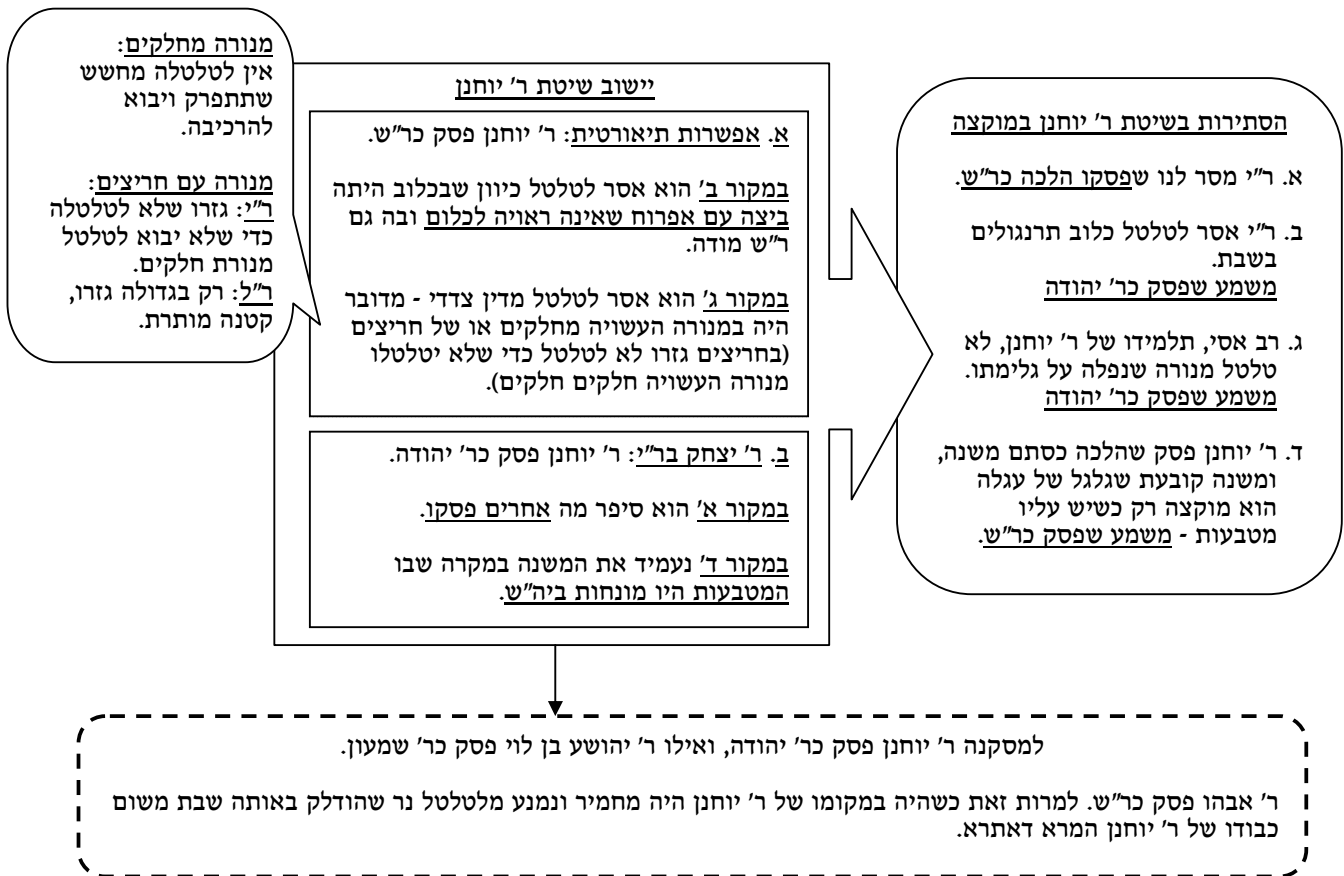 הסתירות בשיטת ר' יוחנן במוקצה
א. ר"י מסר לנו שפסקו הלכה כר"ש.
ב. ר"י אסר לטלטל כלוב תרנגולים
בשבת.
משמע שפסק כר' יהודה
ג. רב אסי, תלמידו של ר' יוחנן, לא
טלטל מנורה שנפלה על גלימתו.
משמע שפסק כר' יהודה
ד. ר' יוחנן פסק שהלכה כסתם משנה,
ומשנה קובעת שגלגל של עגלה
הוא מוקצה רק כשיש עליו
מטבעות - משמע שפסק כר"ש.
יישוב שיטת ר' יוחנן
א. אפשרות תיאורטית: ר' יוחנן פסק כר"ש.
במקור ב' הוא אסר לטלטל כיוון שבכלוב היתה
ביצה עם אפרוח שאינה ראויה לכלום ובה גם
ר"ש מודה.
במקור ג' הוא אסר לטלטל מדין צדדי - מדובר
היה במנורה העשויה מחלקים או של חריצים
(בחריצים גזרו לא לטלטל כדי שלא יטלטלו
מנורה העשויה חלקים חלקים).
ב. ר' יצחק בר"י: ר' יוחנן פסק כר' יהודה.
במקור א' הוא סיפר מה אחרים פסקו.
במקור ד' נעמיד את המשנה במקרה שבו
המטבעות היו מונחות ביה"ש.
מנורה מחלקים:
אין לטלטלה מחשש
שתתפרק ויבוא
להרכיבה.
מנורה עם חריצים:
ר"י: גזרו שלא לטלטלה
כדי שלא יבוא לטלטל
מנורת חלקים.
ר"ל: רק בגדולה גזרו,
קטנה מותרת.
למסקנה ר' יוחנן פסק כר' יהודה, ואילו ר' יהושע בן לוי פסק כר' שמעון.
ר' אבהו פסק כר"ש. למרות זאת כשהיה במקומו של ר' יוחנן היה מחמיר ונמנע מלטלטל נר שהודלק באותה שבת משום
כבודו של ר' יוחנן המרא דאתרא.